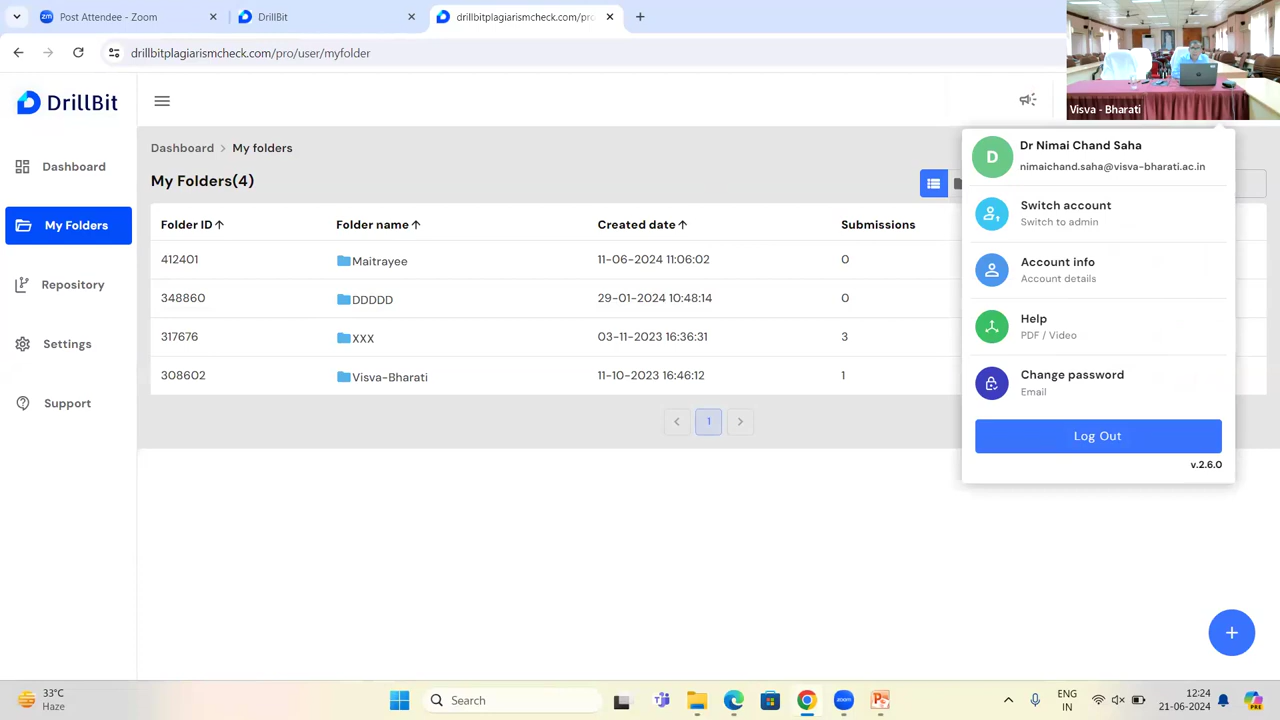 Post Attendee - Zoom
DrillBit
drillbitplagiarismcheck.com/pro
drillbitplagiarismcheck.com/pro/user/myfolder
Visva - Bharati
DrillBit
Dashboard
My Folders
Repository
Settings
Support
Dashboard > My folders
My Folders(4)
Folder ID Folder name Created date Submissions
412401 Maitrayee 11-06-2024 11:06:02 0
348860 DDDDD 29-01-2024 10:48:14 0
317676 XXX 03-11-2023 16:36:31 3
308602 Visva-Bharati 11-10-2023 16:46:12 1
1
D
Dr Nimai Chand Saha
nimaichand.saha@visva-bharati.ac.in
Switch account
Switch to admin
Account info
Account details
Help
PDF / Video
Change password
Email
Log Out
v.2.6.0
33°C
Haze
Search
ENG
IN
12:24
21-06-2024
PRE